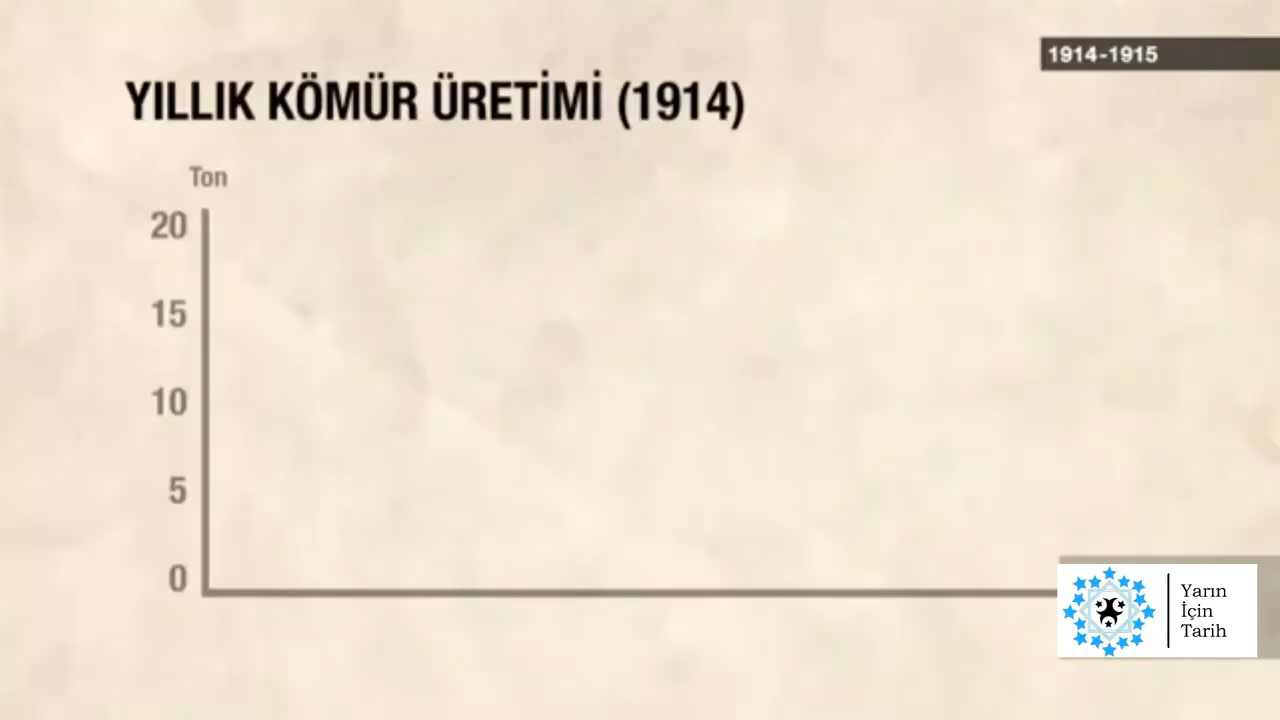 1914-1915
YILLIK KÖMÜR ÜRETİMİ (1914)
Ton
20
15
10
5
0
Yarın
İçin
Tarih